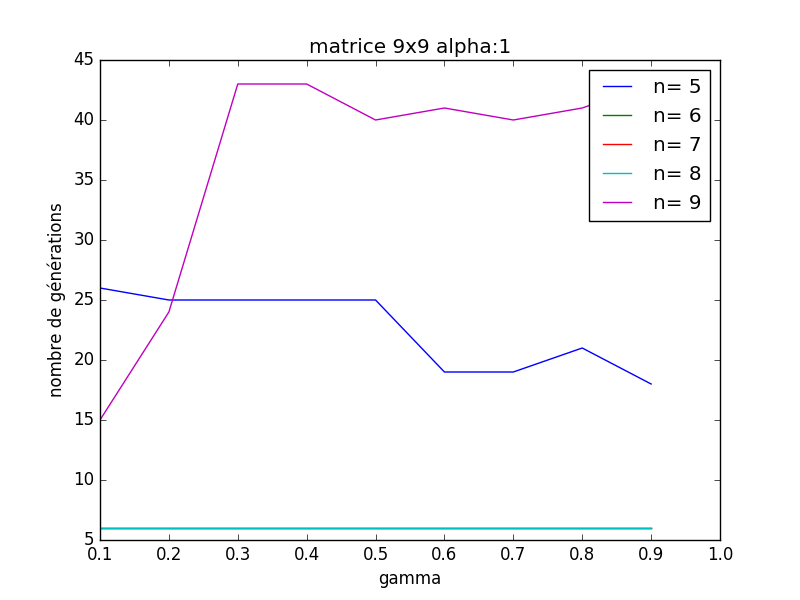 matrice 9x9 alpha:1
45
40
35
30
25
20
15
10
5
nombre de générations
n= 5
n= 6
n= 7
n= 8
n= 9
0.1 0.2 0.3 0.4 0.5 0.6 0.7 0.8 0.9 1.0
gamma